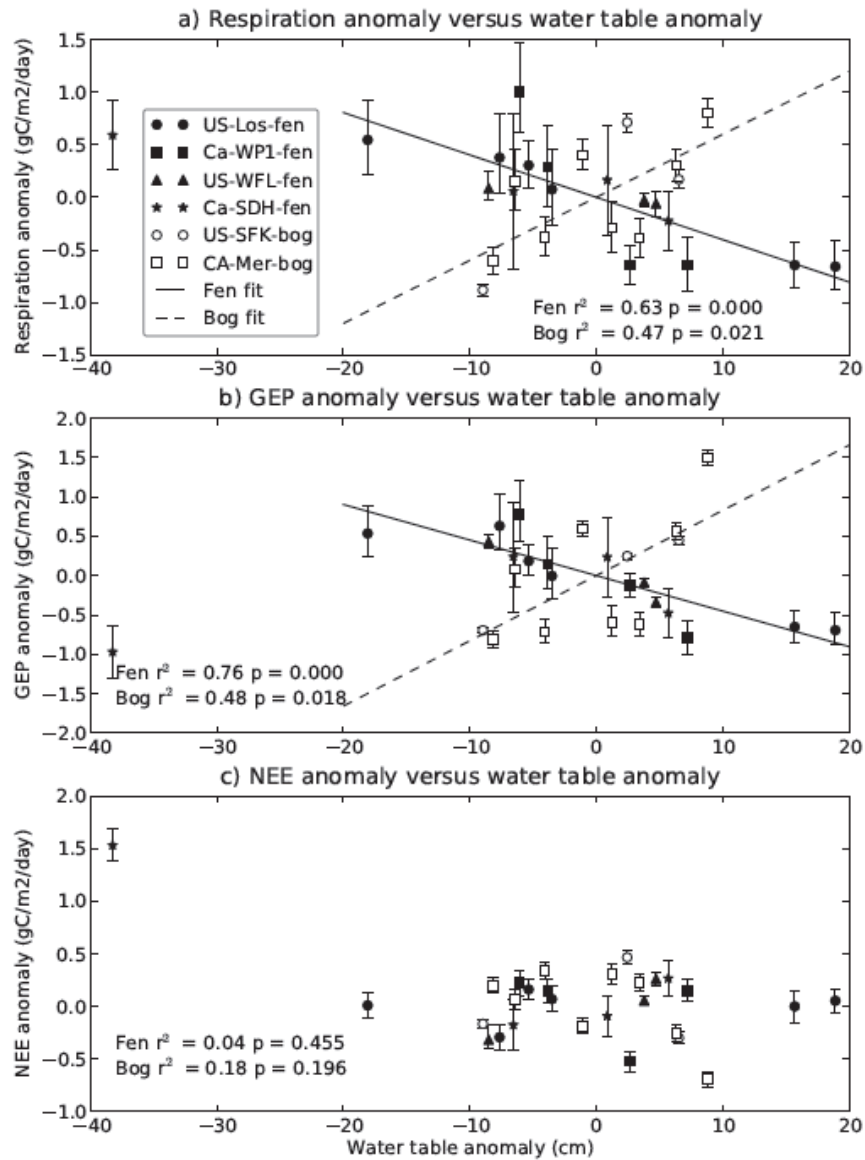 a) Respiration anomaly versus water table anomaly
Respiration anomaly (gC/m2/day)
1.5
1.0
0.5
0.0
−0.5
−1.0
−1.5
US-Los-fen
Ca-WP1-fen
US-WFL-fen
Ca-SDH-fen
US-SFK-bog
CA-Mer-bog
Fen fit
Bog fit
Fen r² = 0.63 p = 0.000
Bog r² = 0.47 p = 0.021
−40 −30 −20 −10 0 10 20
b) GEP anomaly versus water table anomaly
GEP anomaly (gC/m2/day)
2.0
1.5
1.0
0.5
0.0
−0.5
−1.0
−1.5
−2.0
Fen r² = 0.76 p = 0.000
Bog r² = 0.48 p = 0.018
−40 −30 −20 −10 0 10 20
c) NEE anomaly versus water table anomaly
NEE anomaly (gC/m2/day)
2.0
1.5
1.0
0.5
0.0
−0.5
−1.0
Fen r² = 0.04 p = 0.455
Bog r² = 0.18 p = 0.196
−40 −30 −20 −10 0 10 20
Water table anomaly (cm)